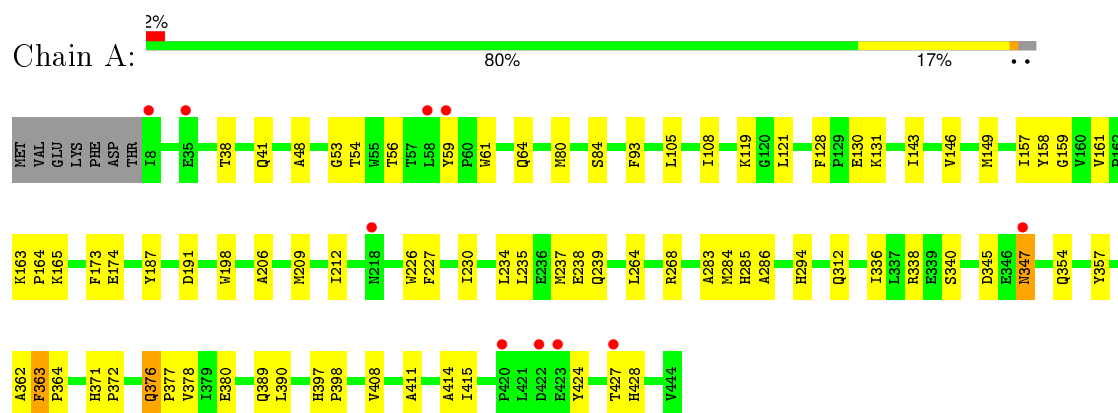 2%
Chain A:
80% 17% • •
MET VAL GLU LYS PHE ASP THR I8 E35 T38 Q41 A48 G53 T54 W55 T56 T57 L58 Y59 P60 W61 Q64 M80 S84 F93 L105 I108 K119 G120 L121 F128 P129 E130 K131 I143 V146 M149 I157 Y158 G159 V160 V161 P162
K163 P164 K165 F173 E174 Y187 D191 W198 A206 M209 I212 N218 W226 F227 I230 L234 L235 E236 M237 E238 Q239 L264 R268 A283 M284 H285 A286 H294 Q312 I336 L337 R338 E339 S340 D345 E346 N347 Q354 Y357
A362 F363 P364 H371 P372 Q376 P377 V378 I379 E380 Q389 L390 H397 P398 V408 A411 A414 I415 P420 L421 D422 E423 Y424 T427 H428 V444